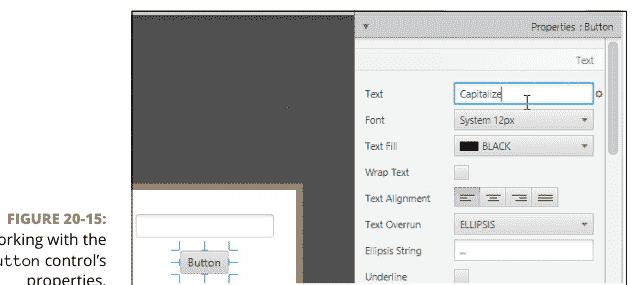 Properties : Button
Text
Text Capitalize
Font System 12px
Text Fill BLACK
Wrap Text
Text Alignment
Text Overrun ELLIPSIS
Ellipsis String ...
Underline
Button
FIGURE 20-15:
orking with the
utton control’s
properties.